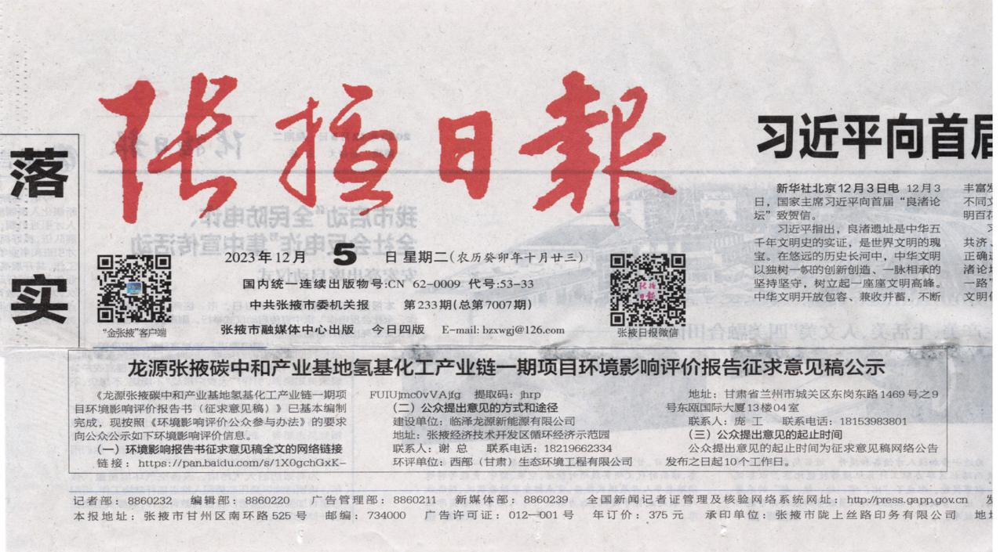 落
实
张掖日報
2023年12月 5 日 星期二(农历癸卯年十月廿三)
国内统一连续出版物号:CN 62-0009 代号:53-33
中共张掖市委机关报 第233期(总第7007期)
张掖市融媒体中心出版 今日四版 E-mail: bzxwgj@126.com
“金张掖”客户端
张掖日报微信
习近平向首届
新华社北京12月3日电 12月3
日，国家主席习近平向首届“良渚论
坛”致贺信。
习近平指出，良渚遗址是中华五
千年文明史的实证，是世界文明的瑰
宝。在悠远的历史长河中，中华文明
以独树一帜的创新创造、一脉相承的
坚持坚守，树立起一座座文明高峰。
中华文明开放包容、兼收并蓄，不断
丰富发
不同文
明百花
习
共济、
正确
渚论坛
一路”
文明
龙源张掖碳中和产业基地氢基化工产业链一期项目环境影响评价报告征求意见稿公示
《龙源张掖碳中和产业基地氢基化工产业链一期项
目环境影响评价报告书（征求意见稿）》已基本编制
完成，现按照《环境影响评价公众参与办法》的要求
向公众公示如下环境影响评价信息。
（一）环境影响报告书征求意见稿全文的网络链接
链接：https://pan.baidu.com/s/1X0gchGxK-
FUIUjmc0vVAjfg 提取码：jhrp
（二）公众提出意见的方式和途径
建设单位：临泽龙源新能源有限公司
地址：张掖经济技术开发区循环经济示范园
联系人：谢 总 联系电话：18219662334
环评单位：西部（甘肃）生态环境工程有限公司
地址：甘肃省兰州市城关区东岗东路1469号之9
号东瓯国际大厦13楼04室
联系人：庞 工 联系电话：18153983801
（三）公众提出意见的起止时间
公众提出意见的起止时间为征求意见稿网络公告
发布之日起10个工作日。
记者部：8860232 编辑部：8860220 广告管理部：8860211 新媒体部：8860239 全国新闻记者证管理及核验网络系统网址：http://press.gapp.gov.cn 发
本报地址：张掖市甘州区南环路525号 邮编：734000 广告许可证：012—001号 年订价：375元 承印单位：张掖市陇上丝路印务有限公司 地